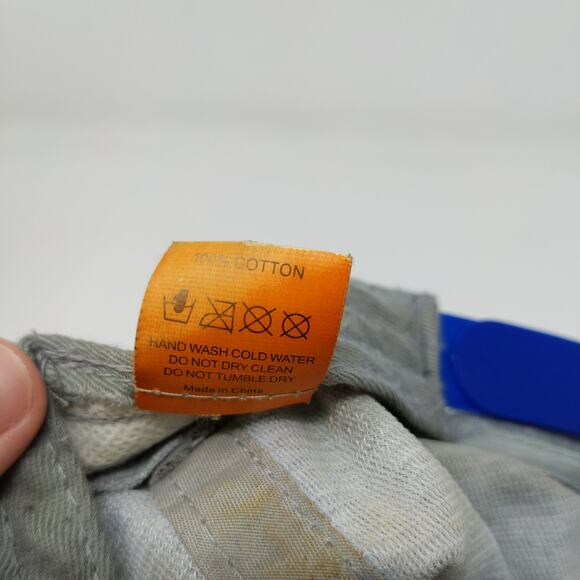 100% COTTON
HAND WASH COLD WATER
DO NOT DRY CLEAN
DO NOT TUMBLE DRY
Made in China